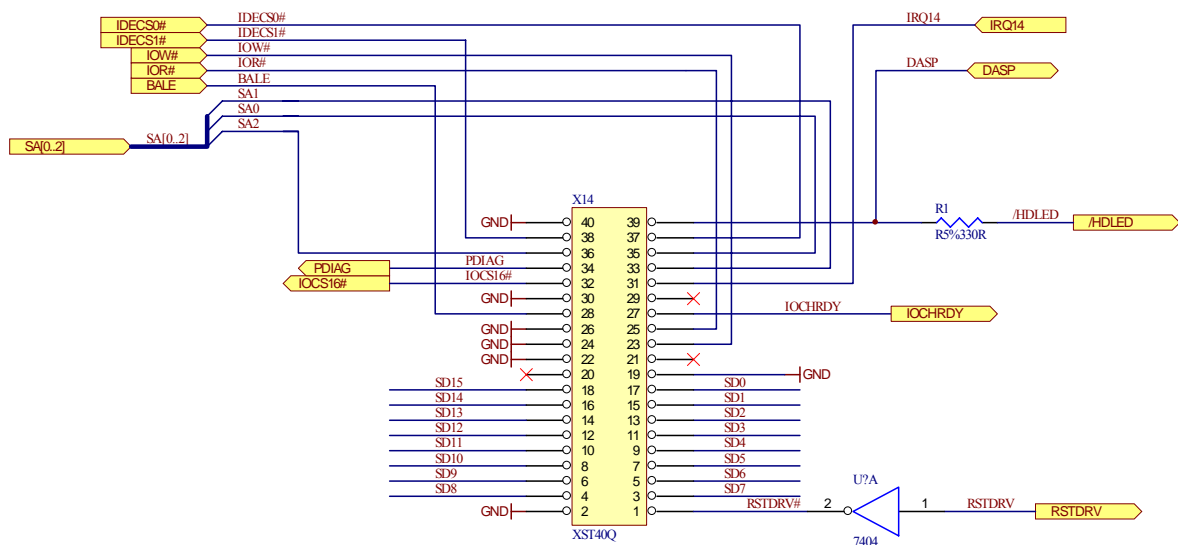 IDECS0# IDECS0# IRQ14 IRQ14
IDECS1# IDECS1#
IOW# IOW#
IOR# IOR# DASP DASP
BALE BALE
SA1
SA0
SA2
SA[0..2] SA[0..2]
X14
R1
GND 40 39 /HDLED /HDLED
38 37 R5%330R
36 35
PDIAG PDIAG 34 33
IOCS16# IOCS16# 32 31
GND 30 29
28 27 IOCHRDY IOCHRDY
GND 26 25
GND 24 23
GND 22 21
20 19 GND
SD15 18 17 SD0
SD14 16 15 SD1
SD13 14 13 SD2
SD12 12 11 SD3
SD11 10 9 SD4
SD10 8 7 SD5
SD9 6 5 SD6
SD8 4 3 SD7
U?A
GND 2 1 RSTDRV# 2 1 RSTDRV RSTDRV
XST40Q
7404